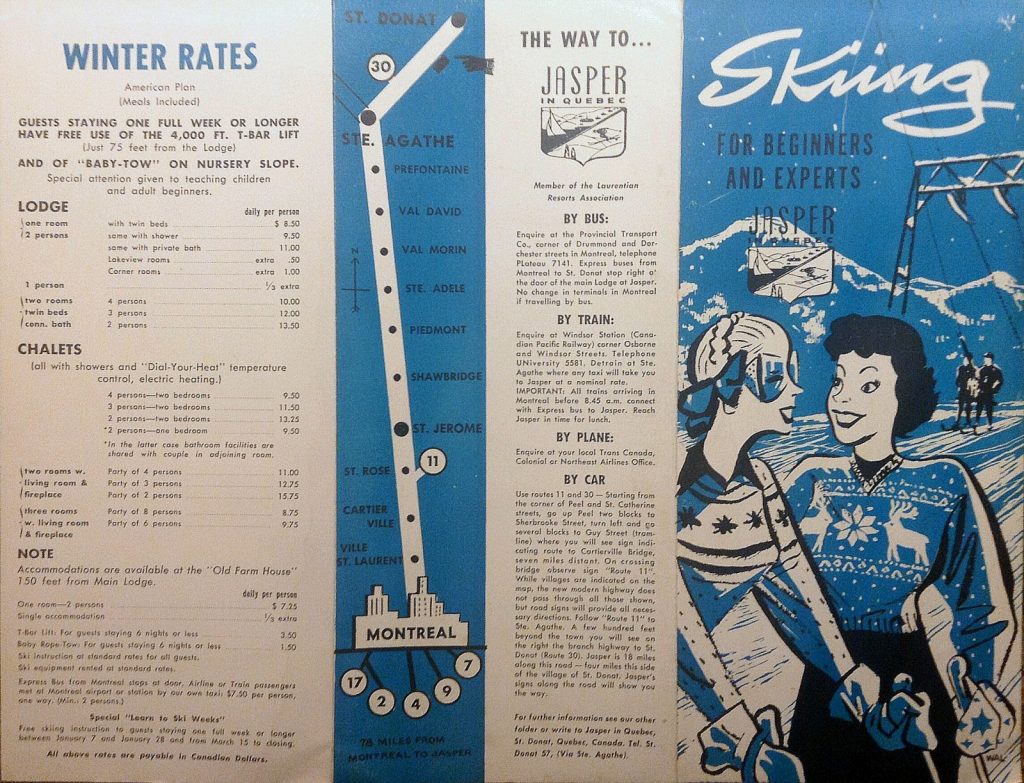 WINTER RATES
American Plan
(Meals Included)
GUESTS STAYING ONE FULL WEEK OR LONGER
HAVE FREE USE OF THE 4,000 FT. T-BAR LIFT
(Just 75 feet from the Lodge)
AND OF "BABY-TOW" ON NURSERY SLOPE.
Special attention given to teaching children
and adult beginners.
LODGE
daily per person
one room with twin beds $ 8.50
2 persons same with shower 9.50
same with private bath 11.00
Lakeview rooms extra .50
Corner rooms extra 1.00
1 person ⅓ extra
two rooms 4 persons 10.00
twin beds 3 persons 12.00
conn. bath 2 persons 13.50
CHALETS
(all with showers and "Dial-Your-Heat" temperature
control, electric heating.)
4 persons—two bedrooms 9.50
3 persons—two bedrooms 11.50
2 persons—two bedrooms 13.25
*2 persons—one bedroom 9.50
*In the latter case bathroom facilities are
shared with couple in adjoining room.
two rooms w. Party of 4 persons 11.00
living room & Party of 3 persons 12.75
fireplace Party of 2 persons 15.75
three rooms Party of 8 persons 8.75
w. living room Party of 6 persons 9.75
& fireplace
NOTE
Accommodations are available at the "Old Farm House"
150 feet from Main Lodge.
daily per person
One room—2 persons $ 7.25
Single accommodation ⅓ extra
T-Bar Lift: For guests staying 6 nights or less 3.50
Baby Rope-Tow: For guests staying 6 nights or less 1.50
Ski instruction at standard rates for all guests.
Ski equipment rented at standard rates.
Express Bus from Montreal stops at door. Airline or Train passengers
met at Montreal airport or station by our own taxi: $7.50 per person,
one way. (Min.: 2 persons.)
Special "Learn to Ski Weeks"
Free skiing instruction to guests staying one full week or longer
between January 7 and January 28 and from March 15 to closing.
All above rates are payable in Canadian Dollars.
ST. DONAT
30
STE. AGATHE
PREFONTAINE
VAL DAVID
VAL MORIN
N
STE. ADELE
PIEDMONT
SHAWBRIDGE
ST. JEROME
11
ST. ROSE
CARTIER
VILLE
VILLE
ST. LAURENT
MONTREAL
17
2
4
9
7
78 MILES FROM
MONTREAL TO JASPER
THE WAY TO...
JASPER
IN QUEBEC
Member of the Laurentian
Resorts Association
BY BUS:
Enquire at the Provincial Transport
Co., corner of Drummond and Dor-
chester streets in Montreal, telephone
PLateau 7141. Express buses from
Montreal to St. Donat stop right at
the door of the main Lodge at Jasper.
No change in terminals in Montreal
if travelling by bus.
BY TRAIN:
Enquire at Windsor Station (Cana-
dian Pacific Railway) corner Osborne
and Windsor Streets. Telephone
UNiversity 5581. Detrain at Ste.
Agathe where any taxi will take you
to Jasper at a nominal rate.
IMPORTANT: All trains arriving in
Montreal before 8.45 a.m. connect
with Express bus to Jasper. Reach
Jasper in time for lunch.
BY PLANE:
Enquire at your local Trans Canada,
Colonial or Northeast Airlines Office.
BY CAR
Use routes 11 and 30 — Starting from
the corner of Peel and St. Catherine
streets, go up Peel two blocks to
Sherbrooke Street, turn left and go
several blocks to Guy Street (tram-
line) where you will see sign indi-
cating route to Cartierville Bridge,
seven miles distant. On crossing
bridge observe sign "Route 11".
While villages are indicated on the
map, the new modern highway does
not pass through all those shown,
but road signs will provide all neces-
sary directions. Follow "Route 11" to
Ste. Agathe. A few hundred feet
beyond the town you will see on
the right the branch highway to St.
Donat (Route 30). Jasper is 18 miles
along this road — four miles this side
of the village of St. Donat. Jasper's
signs along the road will show you
the way.
For further information see our other
folder or write to Jasper in Quebec,
St. Donat, Quebec, Canada. Tel. St.
Donat 57, (Via Ste. Agathe).
Skiing
FOR BEGINNERS
AND EXPERTS
JASPER
IN QUEBEC
WAL